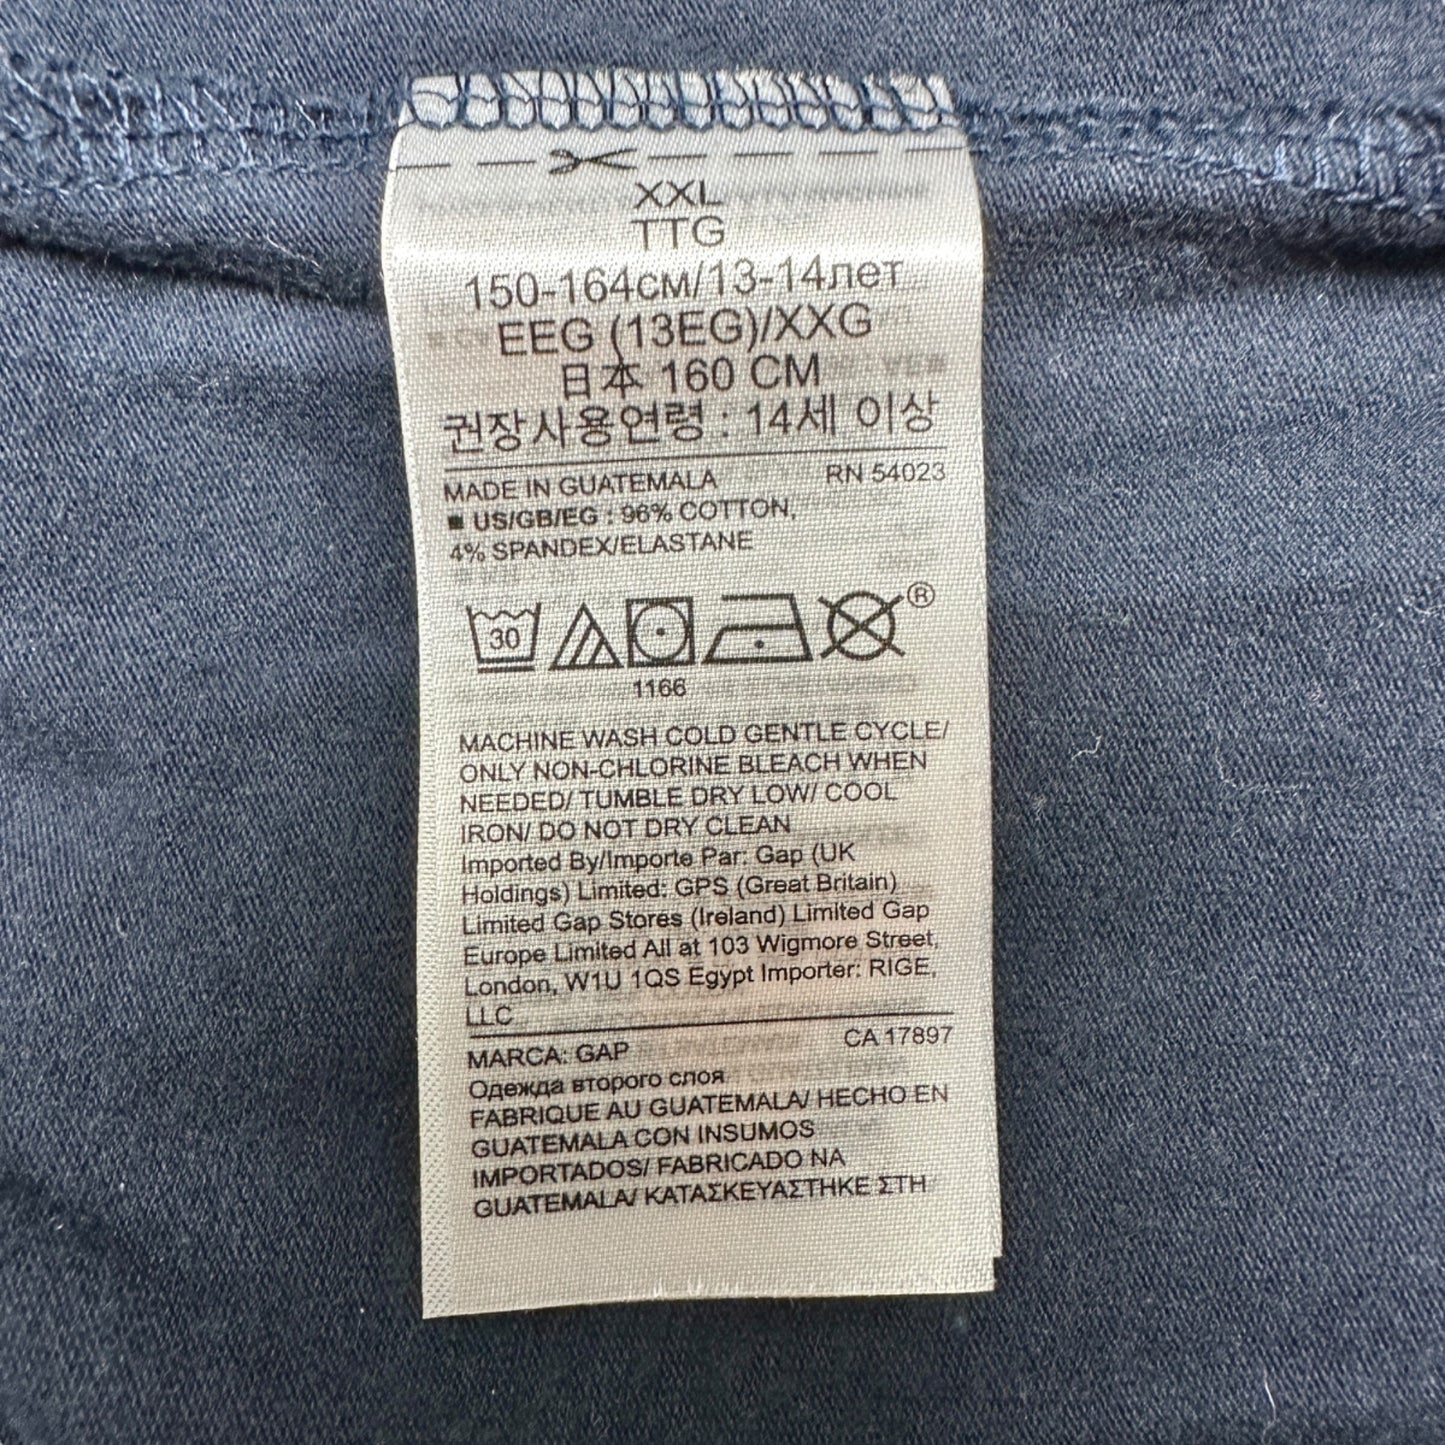 XXL
TTG
150-164см/13-14лет
EEG (13EG)/XXG
日本 160 CM
권장사용연령 : 14세 이상
MADE IN GUATEMALA RN 54023
■ US/GB/EG : 96% COTTON,
4% SPANDEX/ELASTANE
30
®
1166
MACHINE WASH COLD GENTLE CYCLE/
ONLY NON-CHLORINE BLEACH WHEN
NEEDED/ TUMBLE DRY LOW/ COOL
IRON/ DO NOT DRY CLEAN
Imported By/Importe Par: Gap (UK
Holdings) Limited: GPS (Great Britain)
Limited Gap Stores (Ireland) Limited Gap
Europe Limited All at 103 Wigmore Street,
London, W1U 1QS Egypt Importer: RIGE,
LLC
MARCA: GAP CA 17897
Одежда второго слоя
FABRIQUE AU GUATEMALA/ HECHO EN
GUATEMALA CON INSUMOS
IMPORTADOS/ FABRICADO NA
GUATEMALA/ ΚΑΤΑΣΚΕΥΑΣΤΗΚΕ ΣΤΗ